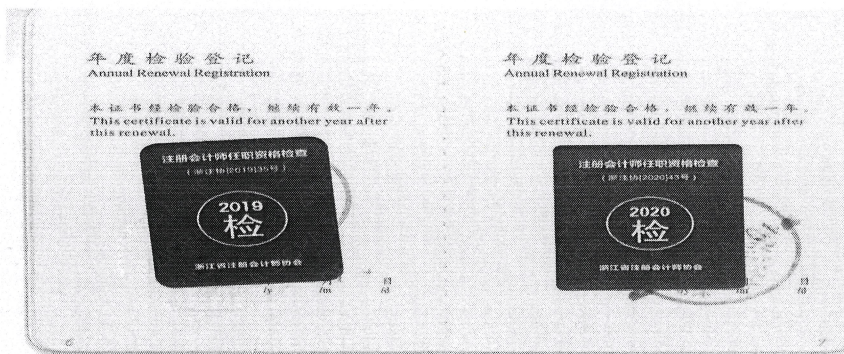 年度检验登记
Annual Renewal Registration
本证书经检验合格，继续有效一年。
This certificate is valid for another year after
this renewal.
注册会计师任职资格检查
（浙注协[2019]35号）
2019
检
浙江省注册会计师协会
/y /m /d
6
年度检验登记
Annual Renewal Registration
本证书经检验合格，继续有效一年。
This certificate is valid for another year after
this renewal.
注册会计师任职资格检查
（浙注协[2020]43号）
2020
检
浙江省注册会计师协会
/m /d
7